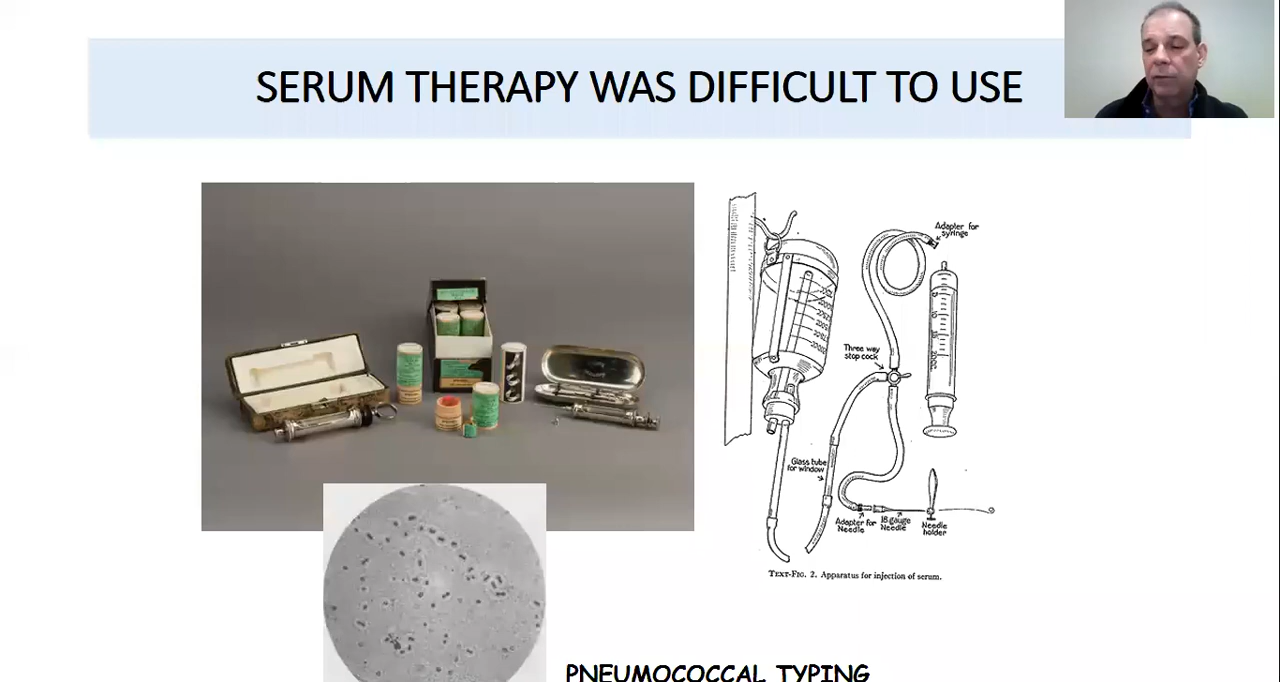 SERUM THERAPY WAS DIFFICULT TO USE
Adapter for
syringe
Three way
stop cock
Glass tube
for window
Adapter for
Needle
18 gauge
Needle
Needle
holder
TEXT-FIG. 2. Apparatus for injection of serum.
PNEUMOCOCCAL TYPING